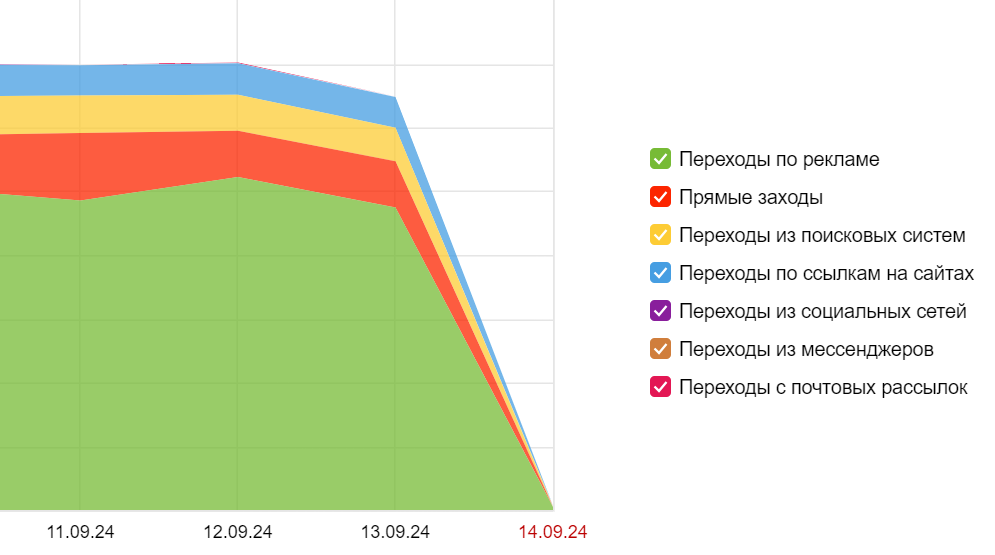 Переходы по рекламе
Прямые заходы
Переходы из поисковых систем
Переходы по ссылкам на сайтах
Переходы из социальных сетей
Переходы из мессенджеров
Переходы с почтовых рассылок
11.09.24 12.09.24 13.09.24 14.09.24